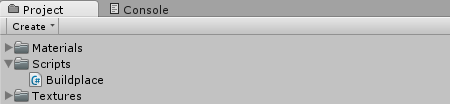 Project Console
Create
Materials
Scripts
Buildplace
Textures